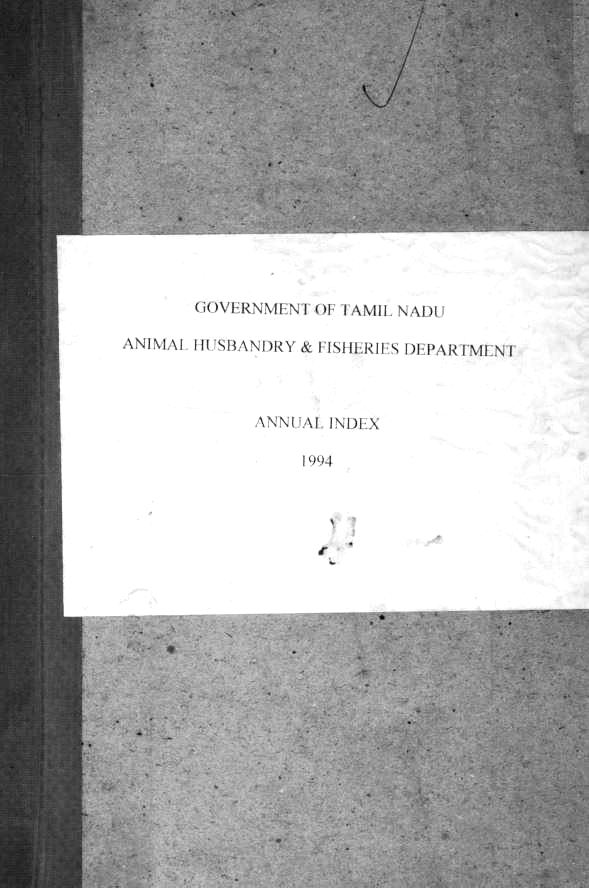 GOVERNMENT OF TAMIL NADU
ANIMAL HUSBANDRY & FISHERIES DEPARTMENT
ANNUAL INDEX
1994